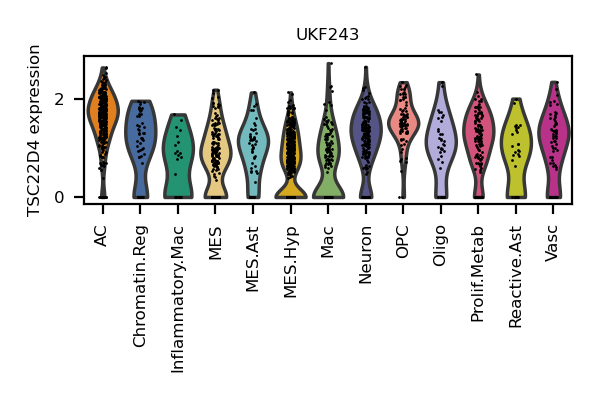 UKF243
TSC22D4 expression
2
0
AC
Chromatin.Reg
Inflammatory.Mac
MES
MES.Ast
MES.Hyp
Mac
Neuron
OPC
Oligo
Prolif.Metab
Reactive.Ast
Vasc